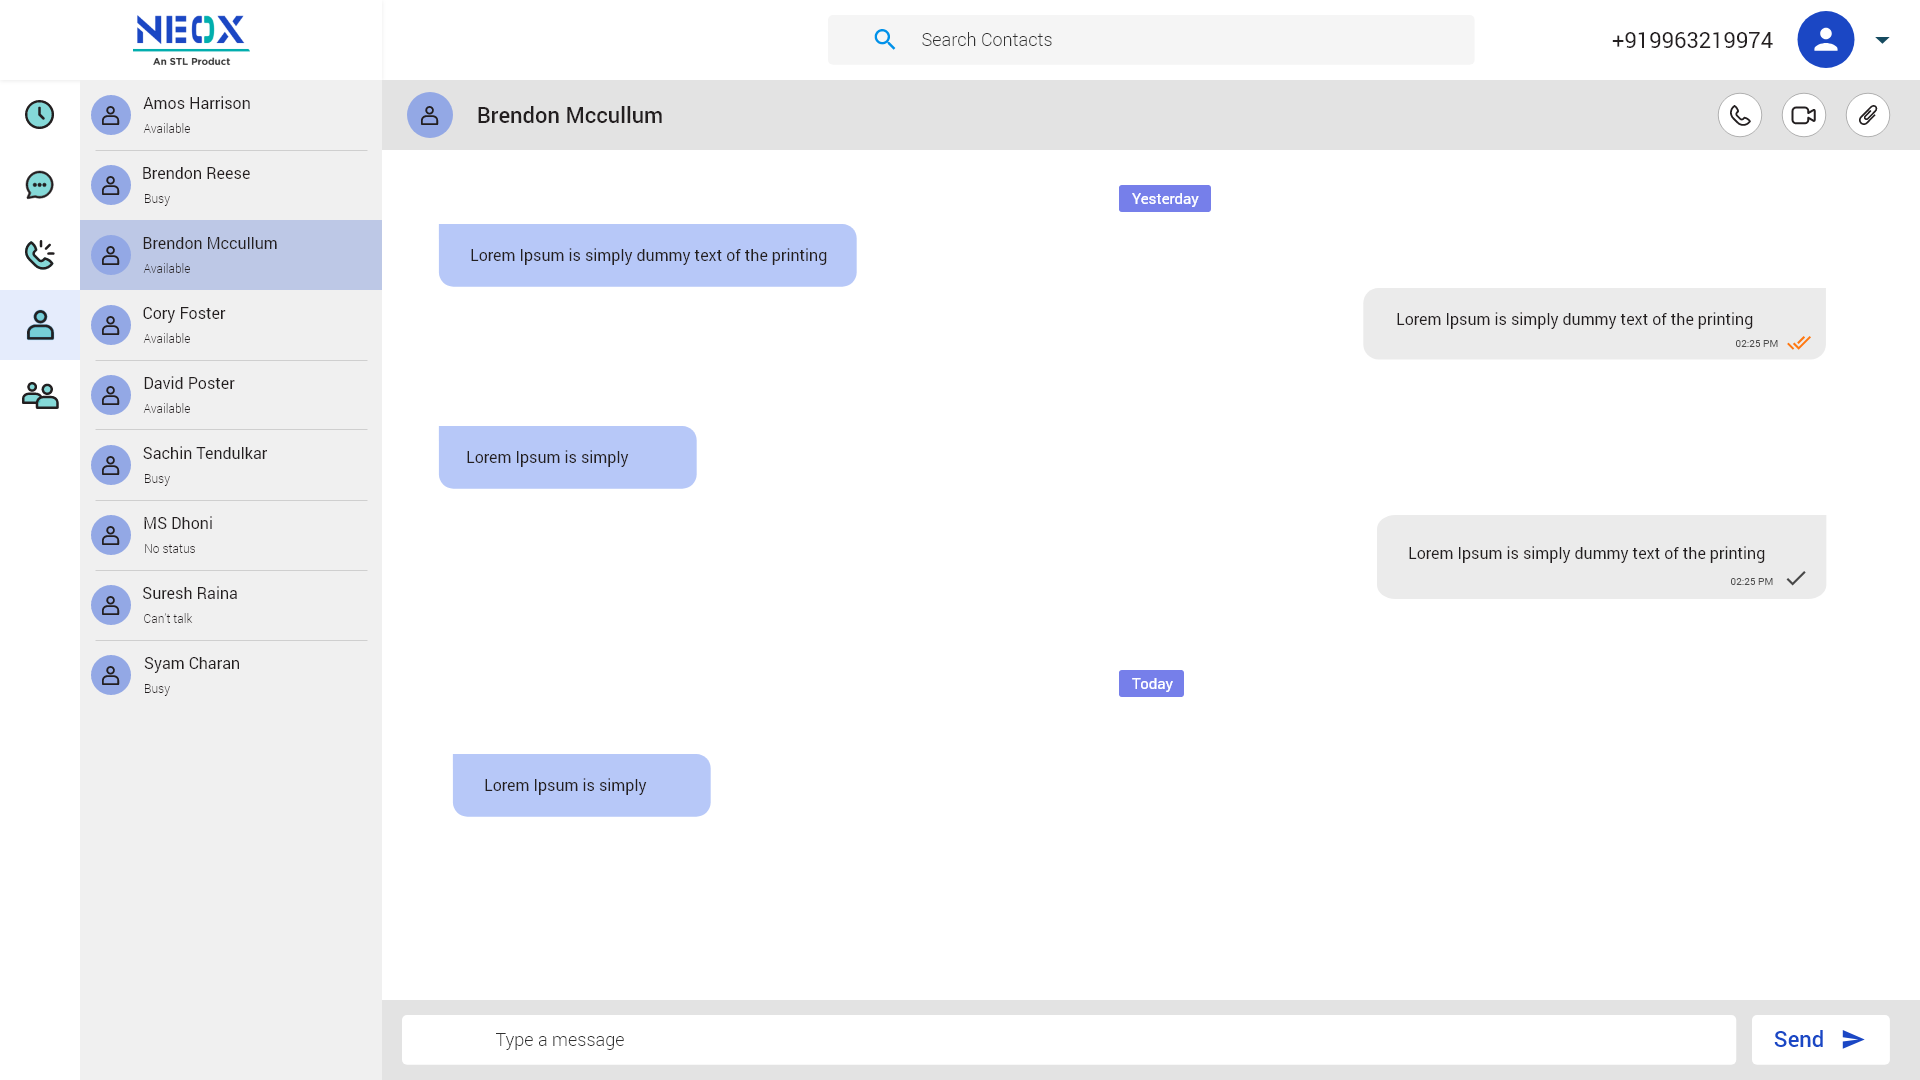 NEOX
An STL Product
Search Contacts
+919963219974
Amos Harrison
Available
Brendon Reese
Busy
Brendon Mccullum
Available
Cory Foster
Available
David Poster
Available
Sachin Tendulkar
Busy
MS Dhoni
No status
Suresh Raina
Can't talk
Syam Charan
Busy
Brendon Mccullum
Yesterday
Lorem Ipsum is simply dummy text of the printing
Lorem Ipsum is simply dummy text of the printing
02:25 PM
Lorem Ipsum is simply
Lorem Ipsum is simply dummy text of the printing
02:25 PM
Today
Lorem Ipsum is simply
Type a message
Send